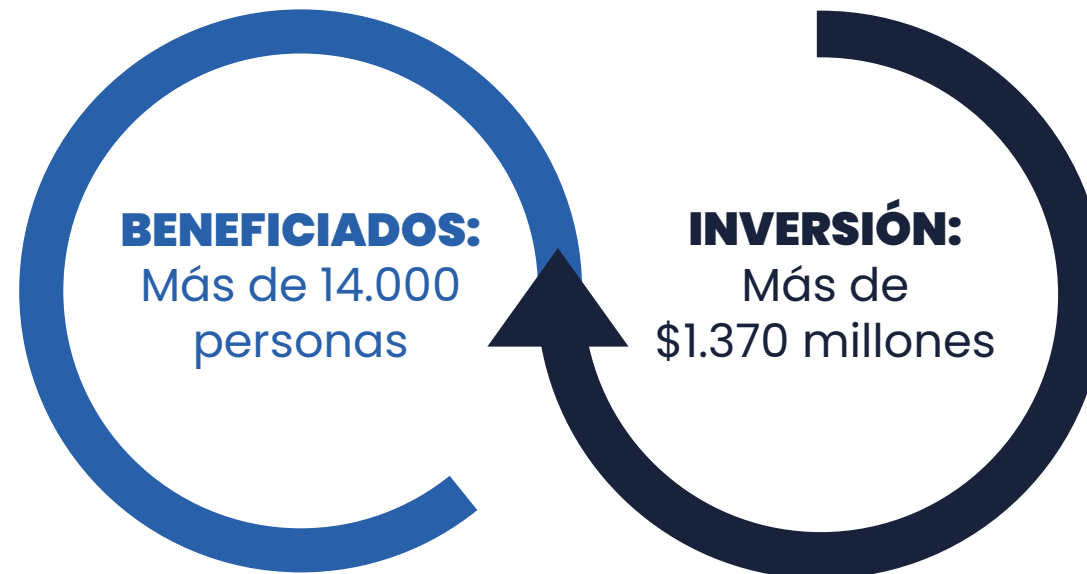 BENEFICIADOS:
Más de 14.000
personas
INVERSIÓN:
Más de
$1.370 millones